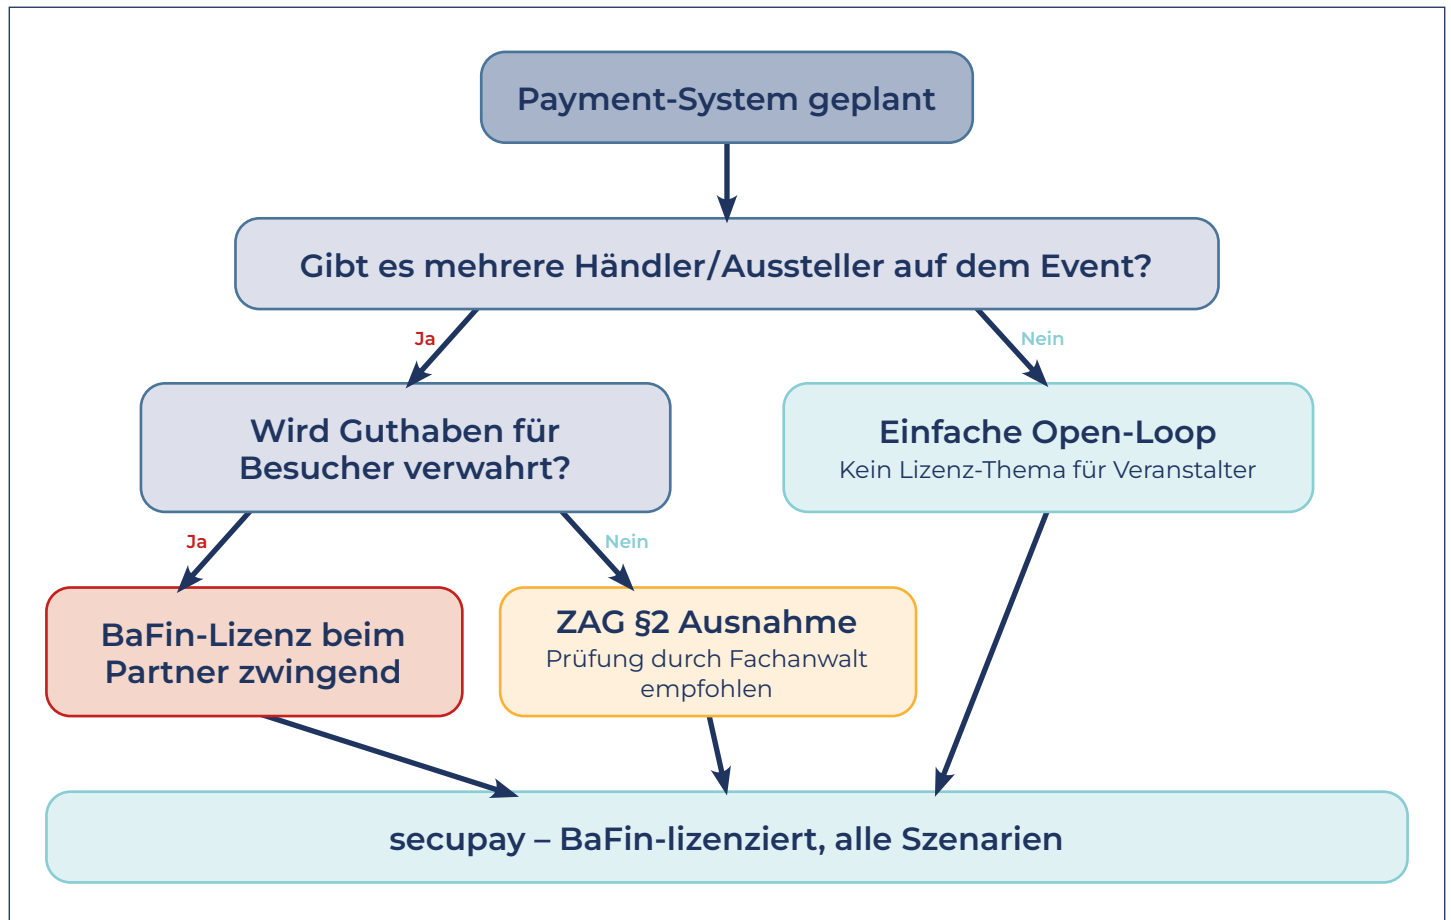 Payment-System geplant
Gibt es mehrere Händler/Aussteller auf dem Event?
Ja
Nein
Wird Guthaben für
Besucher verwahrt?
Einfache Open-Loop
Kein Lizenz-Thema für Veranstalter
Ja
Nein
BaFin-Lizenz beim
Partner zwingend
ZAG §2 Ausnahme
Prüfung durch Fachanwalt
empfohlen
secupay – BaFin-lizenziert, alle Szenarien